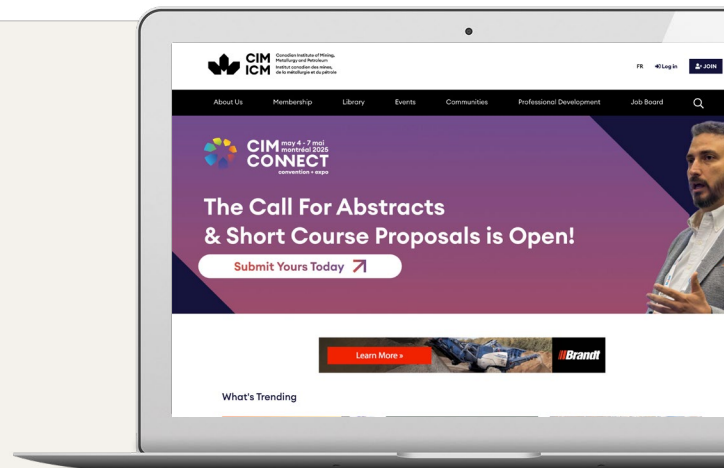 CIM
ICM
Canadian Institute of Mining,
Metallurgy and Petroleum
Institut canadien des mines,
de la métallurgie et du pétrole
FR Log in JOIN
About Us Membership Library Events Communities Professional Development Job Board
CIM may 4 - 7 mai
montréal 2025
CONNECT
convention + expo
The Call For Abstracts
& Short Course Proposals is Open!
Submit Yours Today
Learn More »
Brandt
What's Trending